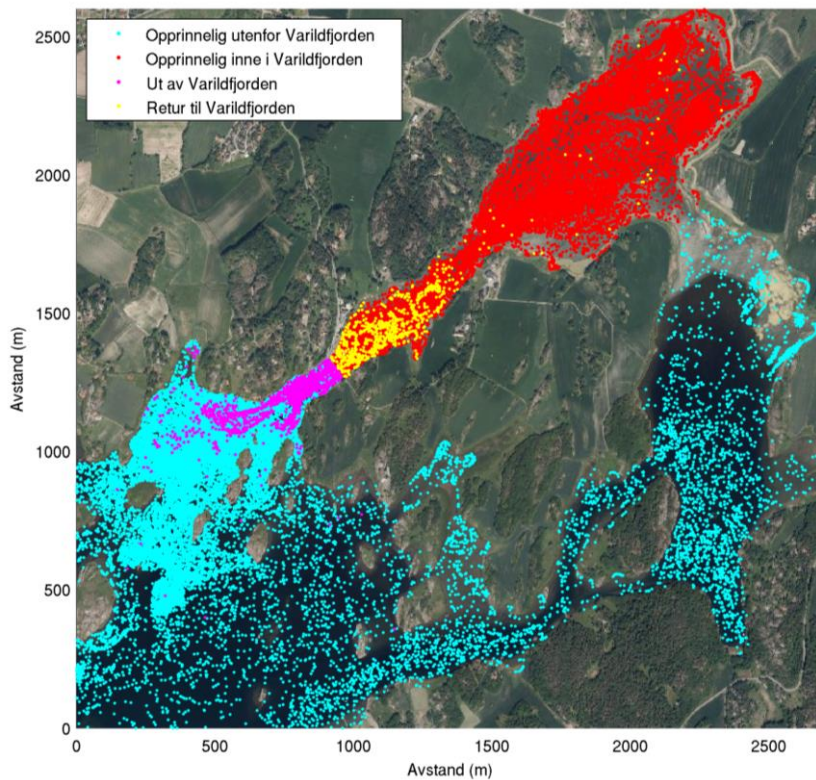 Opprinnelig utenfor Varildfjorden
Opprinnelig inne i Varildfjorden
Ut av Varildfjorden
Retur til Varildfjorden
2500
2000
1500
1000
500
0
Avstand (m)
0 500 1000 1500 2000 2500
Avstand (m)